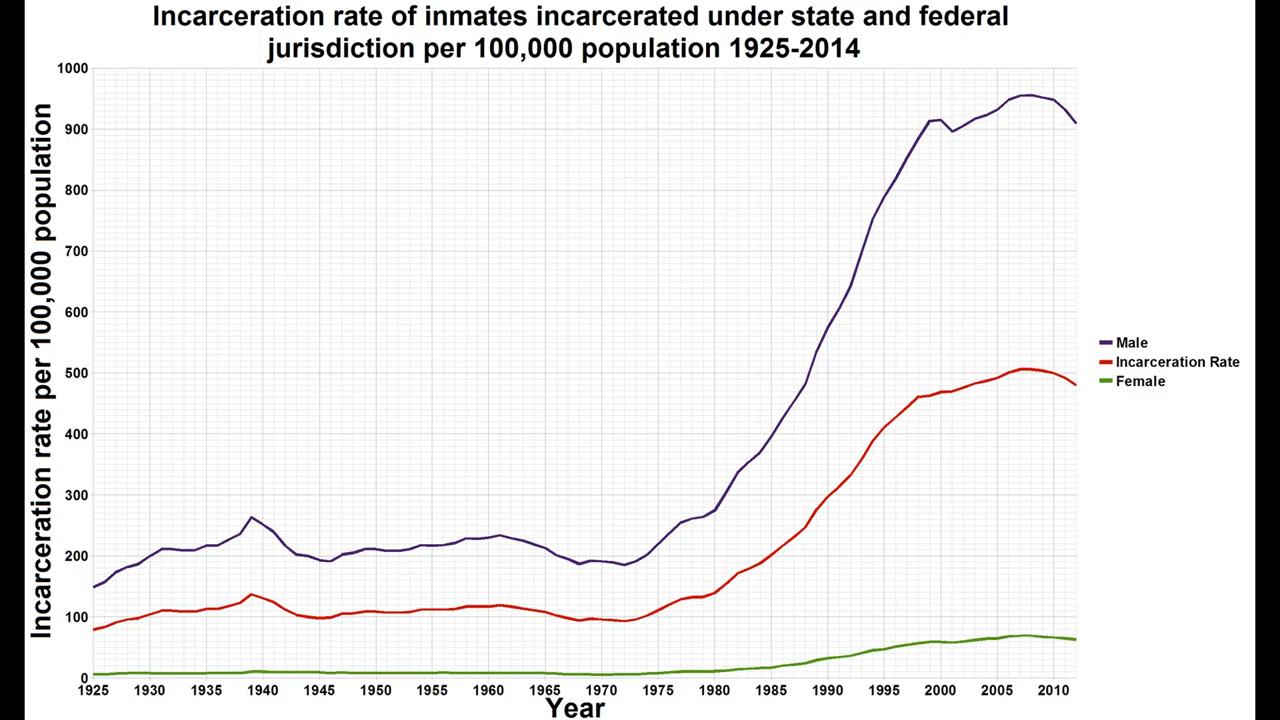 Incarceration rate of inmates incarcerated under state and federal
jurisdiction per 100,000 population 1925-2014
Incarceration rate per 100,000 population
1000
900
800
700
600
500
400
300
200
100
0
1925 1930 1935 1940 1945 1950 1955 1960 1965 1970 1975 1980 1985 1990 1995 2000 2005 2010
Year
Male
Incarceration Rate
Female